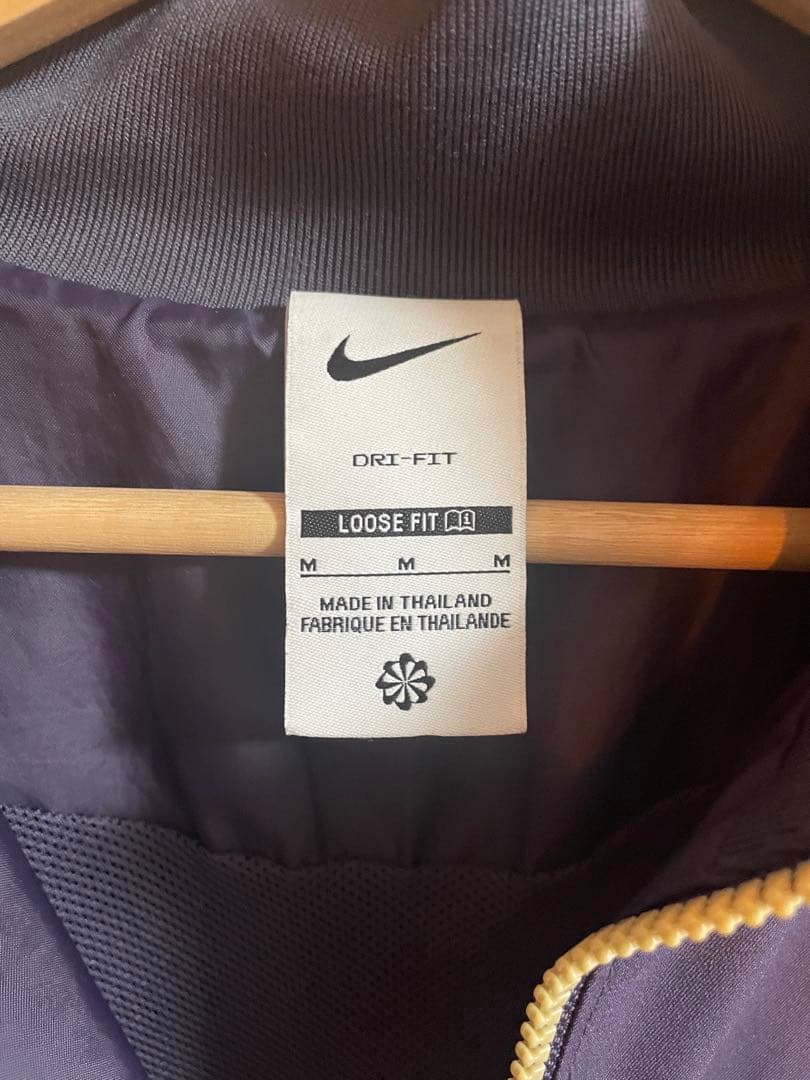 DRI-FIT
LOOSE FIT
M M M
MADE IN THAILAND
FABRIQUE EN THAILANDE